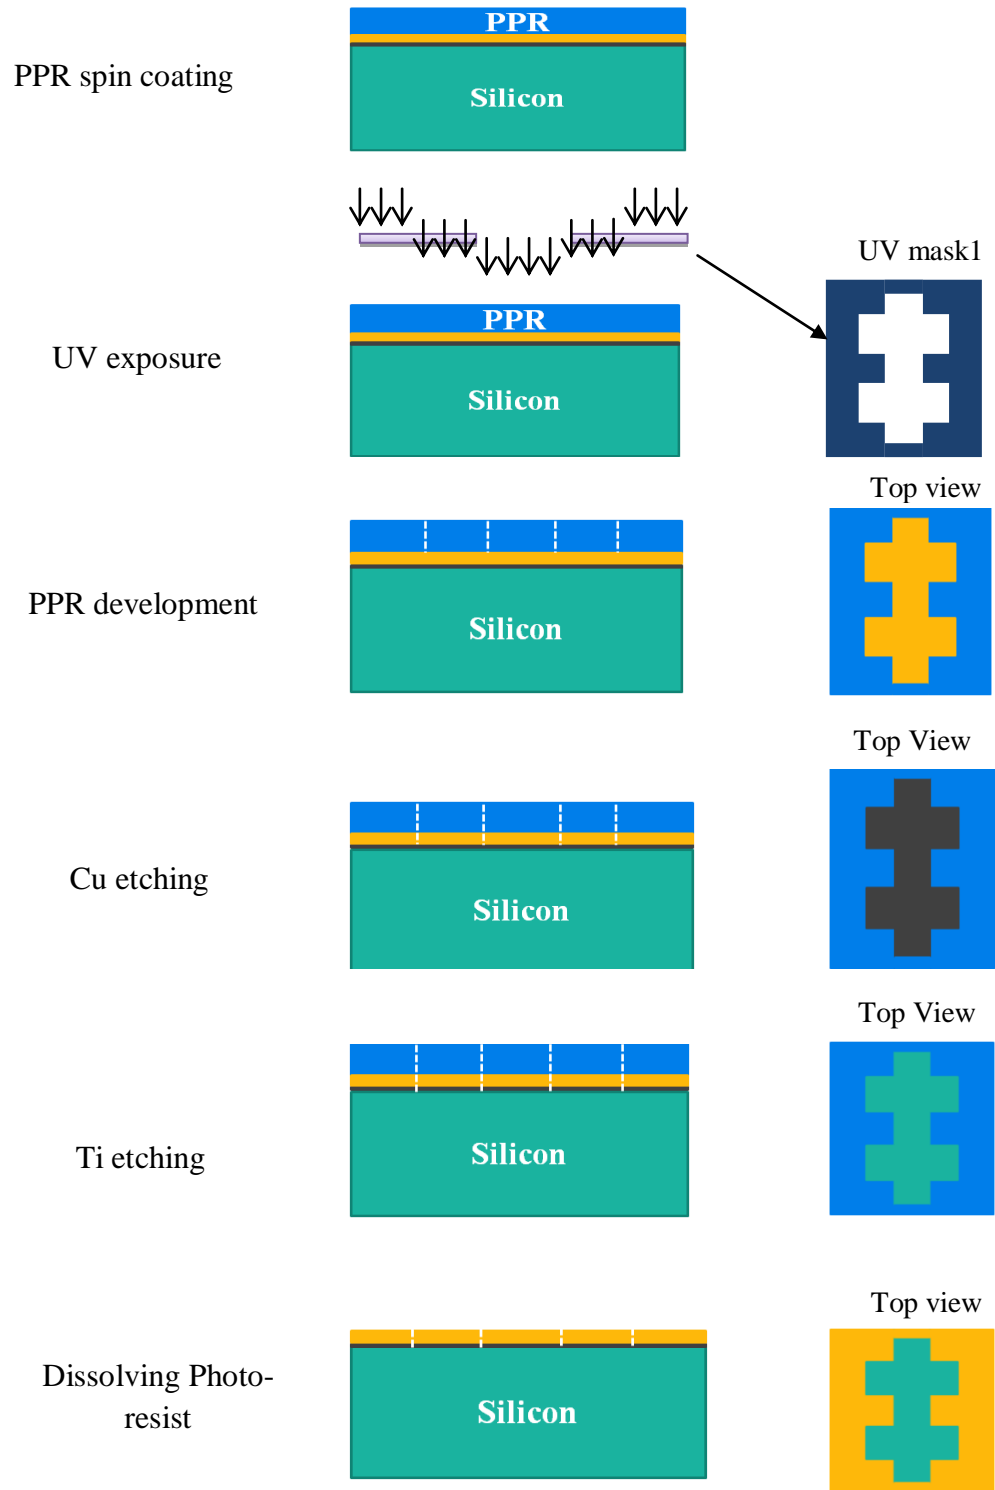 PPR
PPR spin coating
Silicon
UV mask1
PPR
UV exposure
Silicon
Top view
PPR development
Silicon
Top View
Cu etching
Silicon
Top View
Ti etching
Silicon
Top view
Dissolving Photo-
resist
Silicon